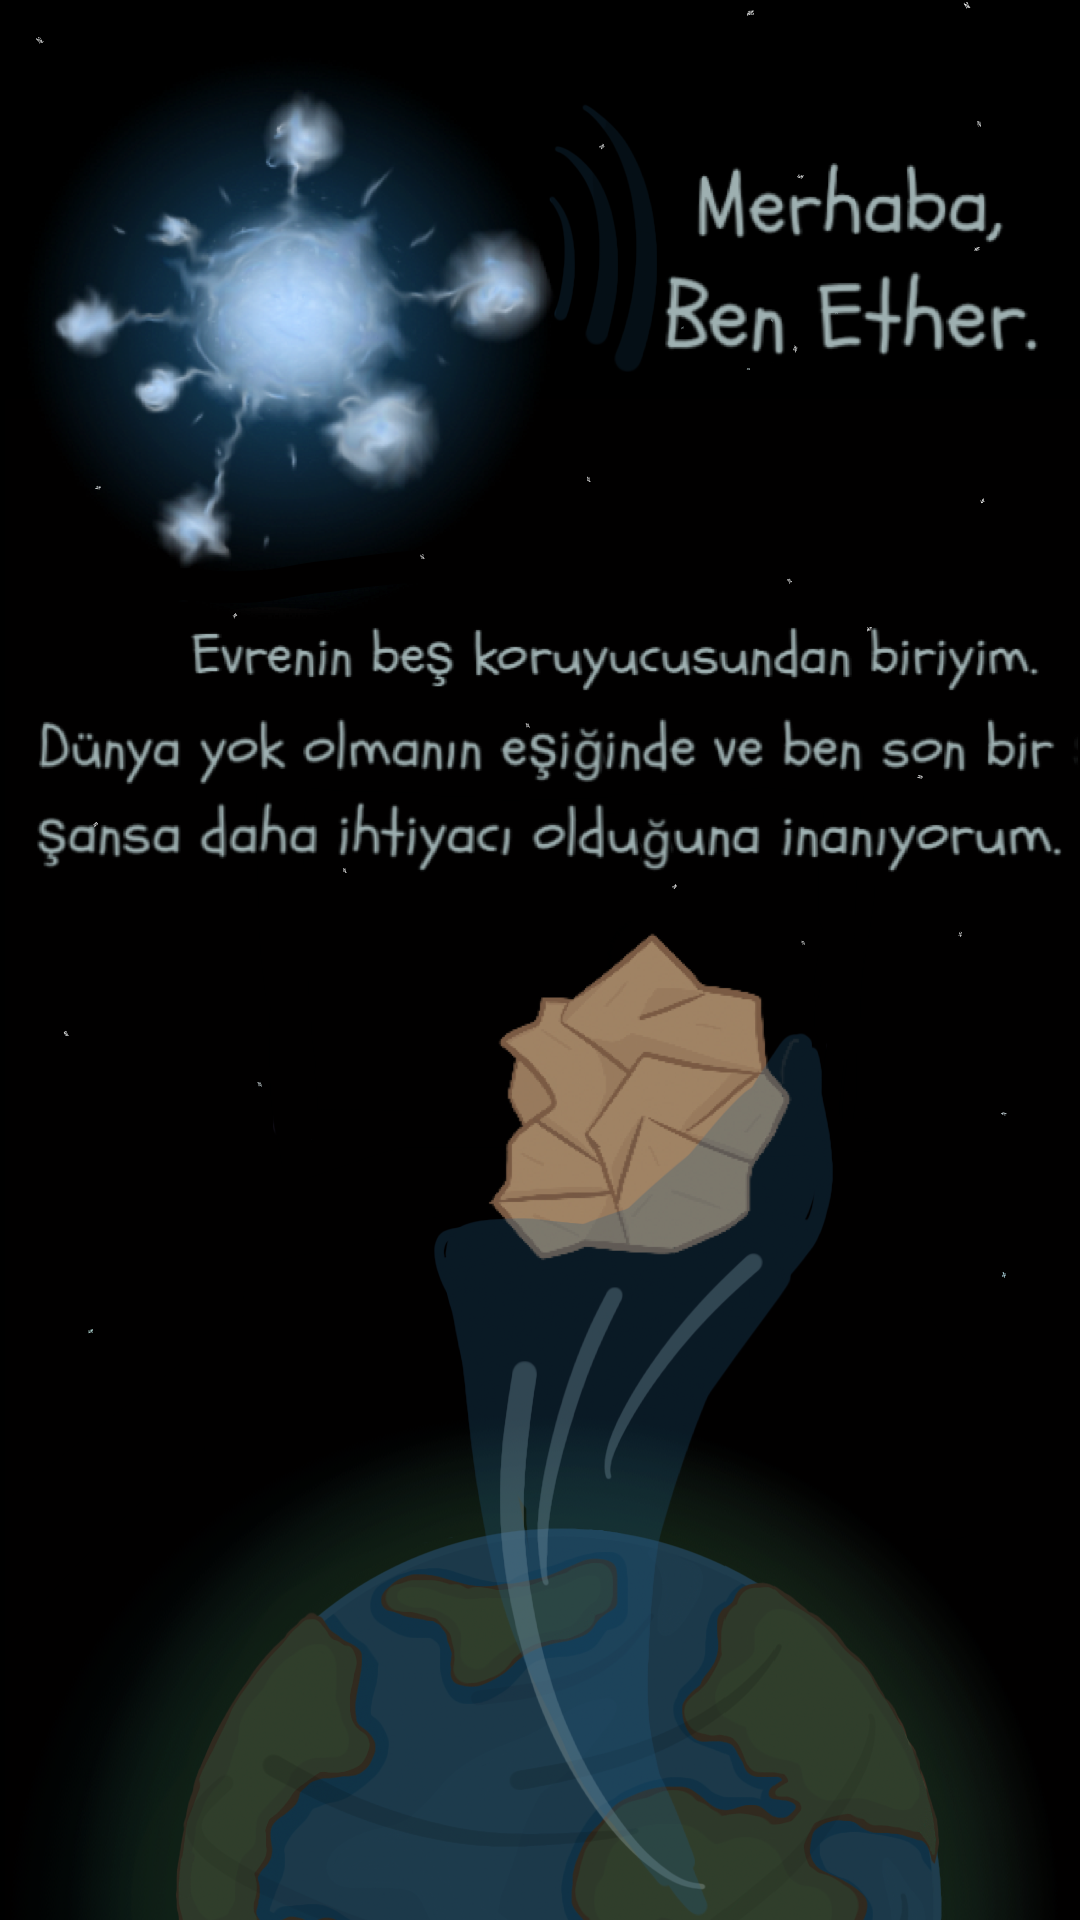 Merhaba,
Ben Ether.
Evrenin beş koruyucusundan biriyim.
Dünya yok olmanın eşiğinde ve ben son bir
şansa daha ihtiyacı olduğuna inanıyorum.